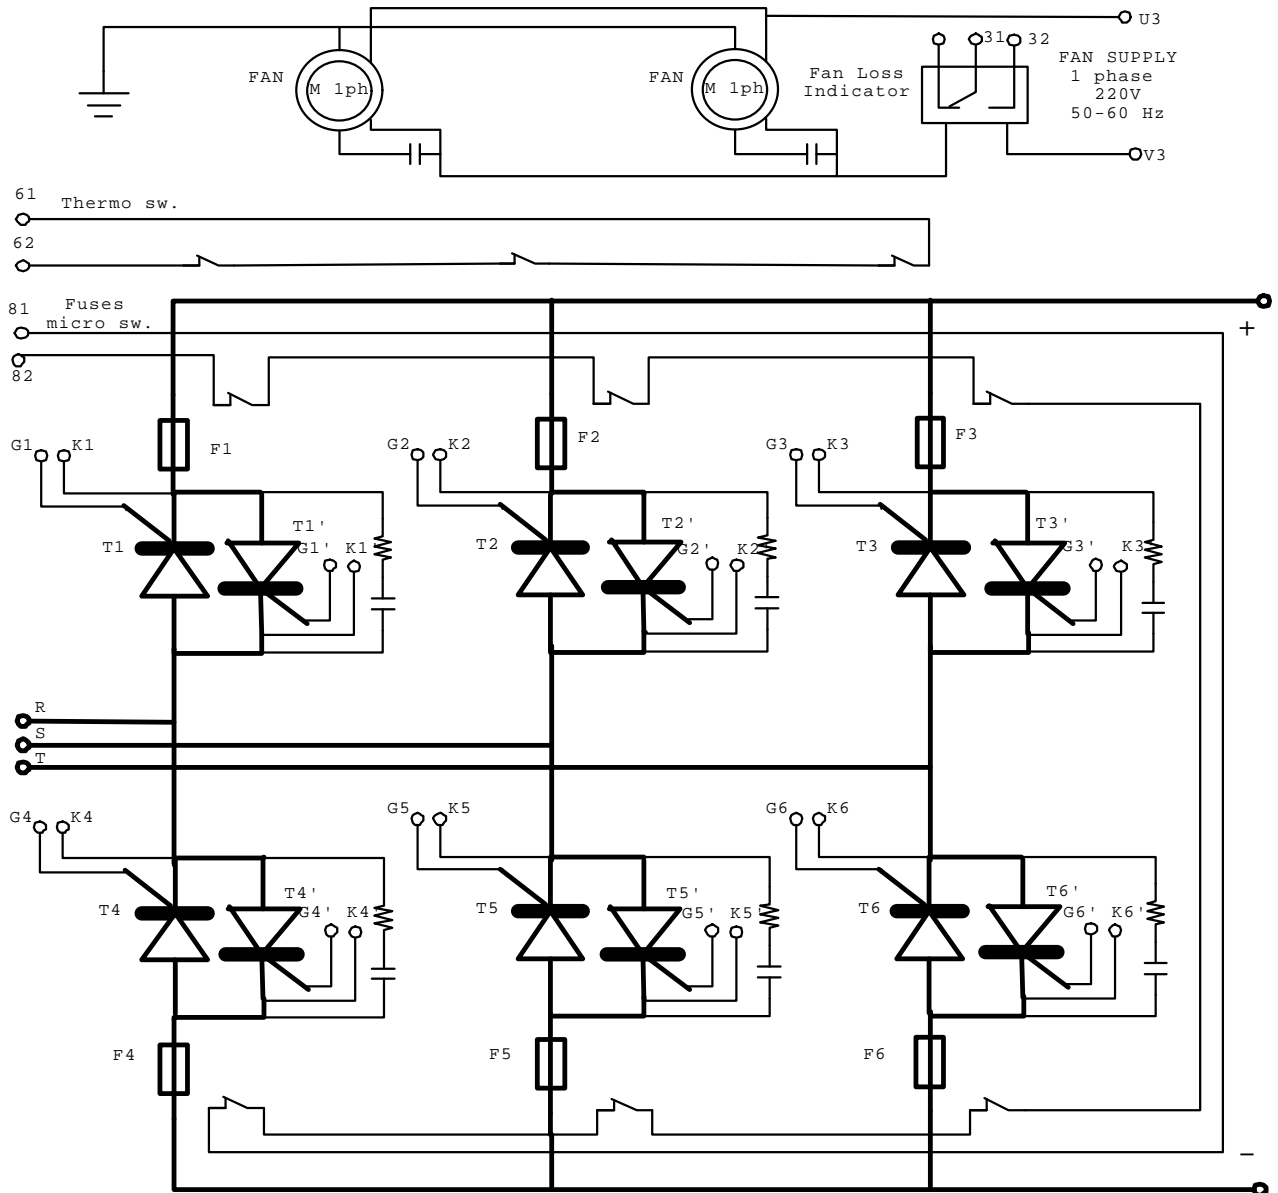 U3
31 32
FAN
M 1ph
FAN
M 1ph
Fan Loss
Indicator
FAN SUPPLY
1 phase
220V
50-60 Hz
V3
61
Thermo sw.
62
81
Fuses
micro sw.
82
+
F1
F2
F3
G1 K1
G2 K2
G3 K3
T1
T1'
G1' K1'
T2
T2'
G2' K2'
T3
T3'
G3' K3'
R
S
T
G4 K4
G5 K5
G6 K6
T4
T4'
G4' K4'
T5
T5'
G5' K5'
T6
T6'
G6' K6'
F4
F5
F6
-